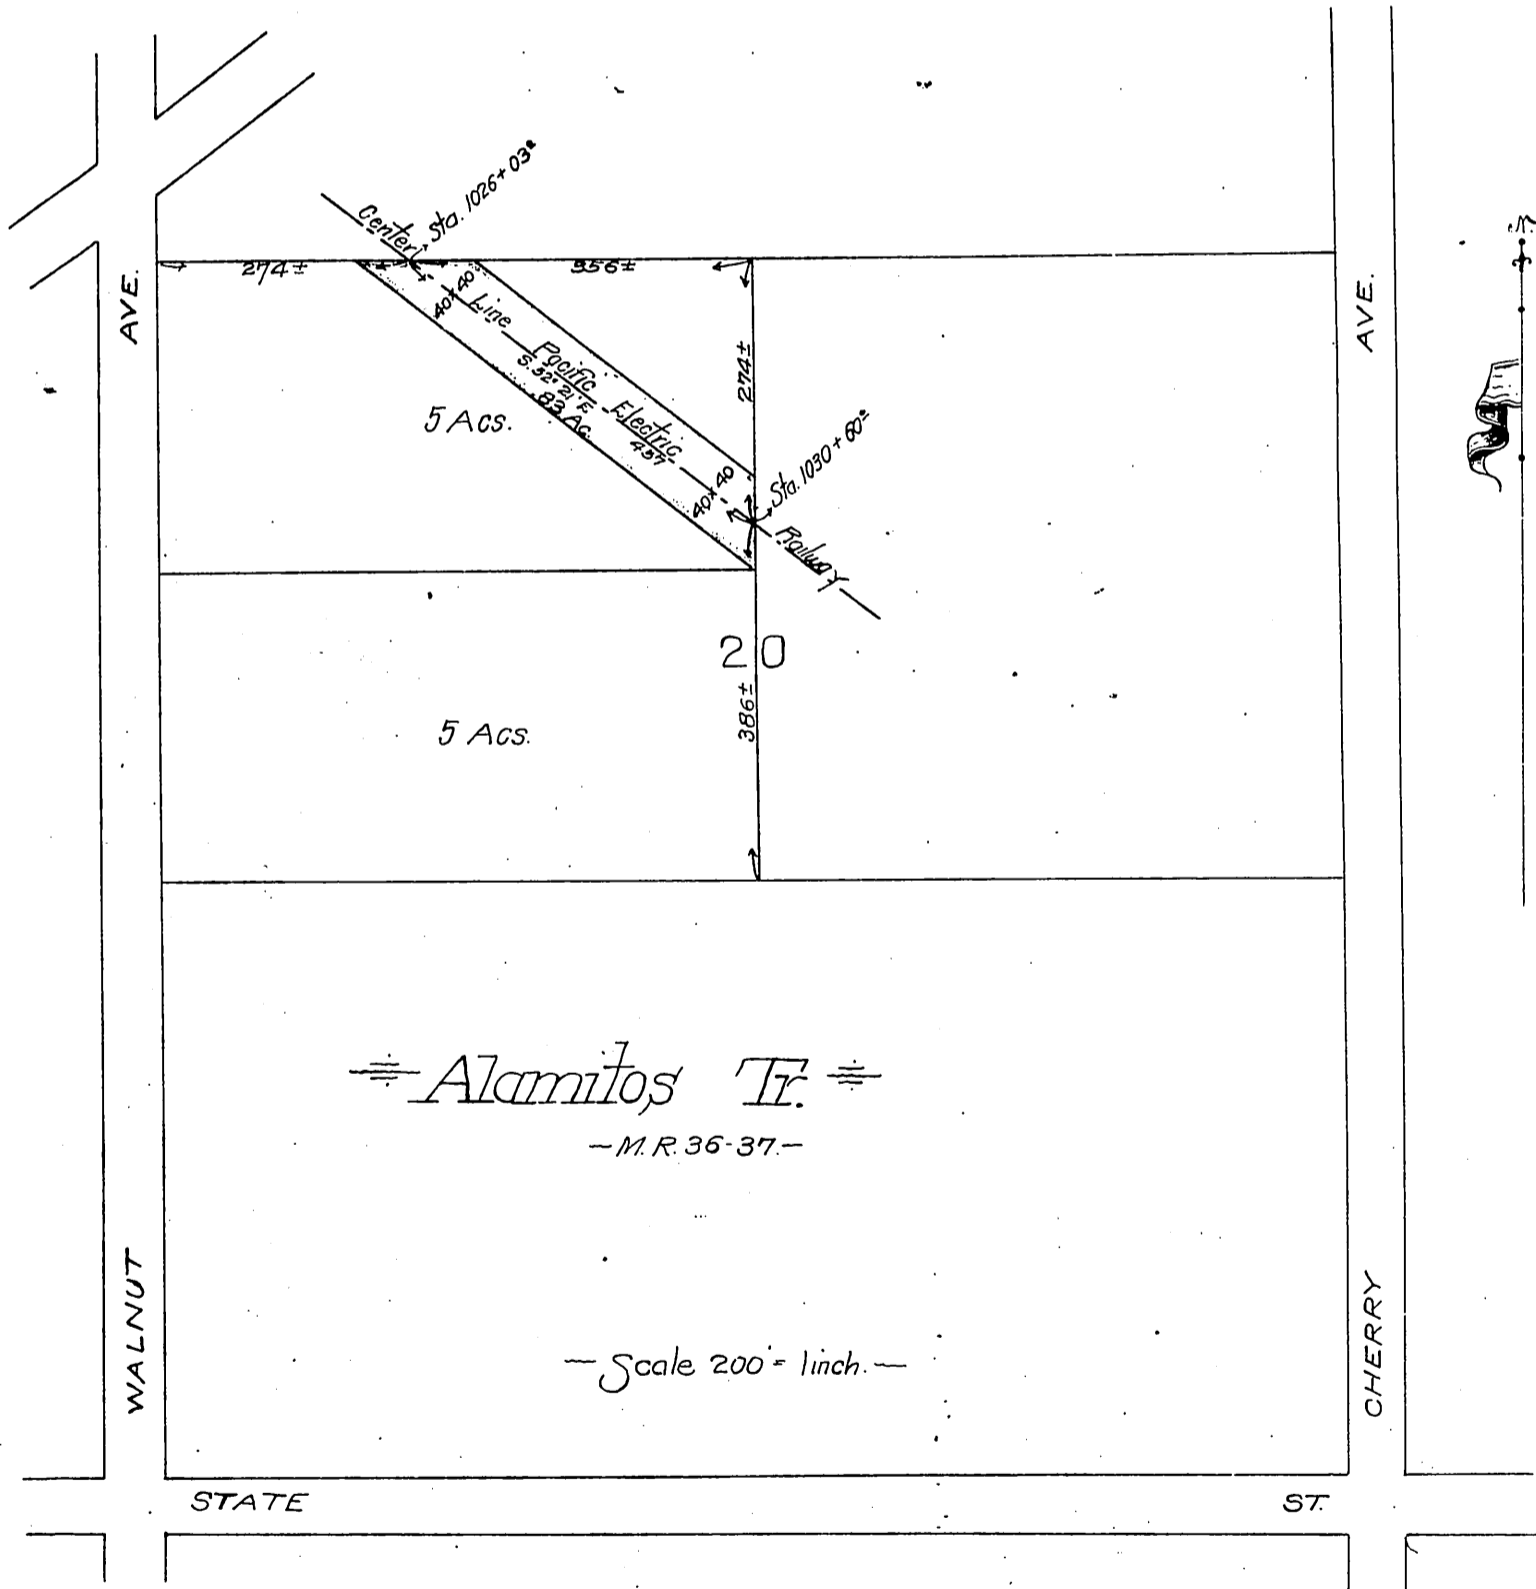 Sta. 1026+03±
Center Line Pacific Electric Railway
274±
356±
40 × 40
S. 52° 21' E.
457
.83 Ac.
274±
AVE.
AVE.
5 Acs.
40 × 40
Sta. 1030+60±
20
386±
5 Acs.
Alamitos Tr.
—M.R. 36-37.—
WALNUT
CHERRY
—Scale 200' = 1inch.—
STATE ST.